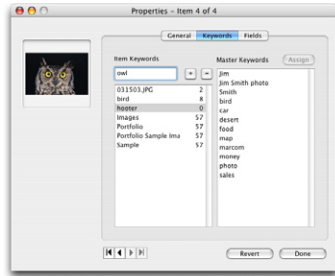 Properties - Item 4 of 4
General Keywords Fields
Item Keywords
Master Keywords
Assign
owl
+ -
031503.JPG 2
bird 8
hooter 0
Images 57
Portfolio 57
Portfolio Sample Ima 57
Sample 57
Jim
Jim Smith photo
Smith
bird
car
desert
food
map
marcom
money
photo
sales
Revert
Done